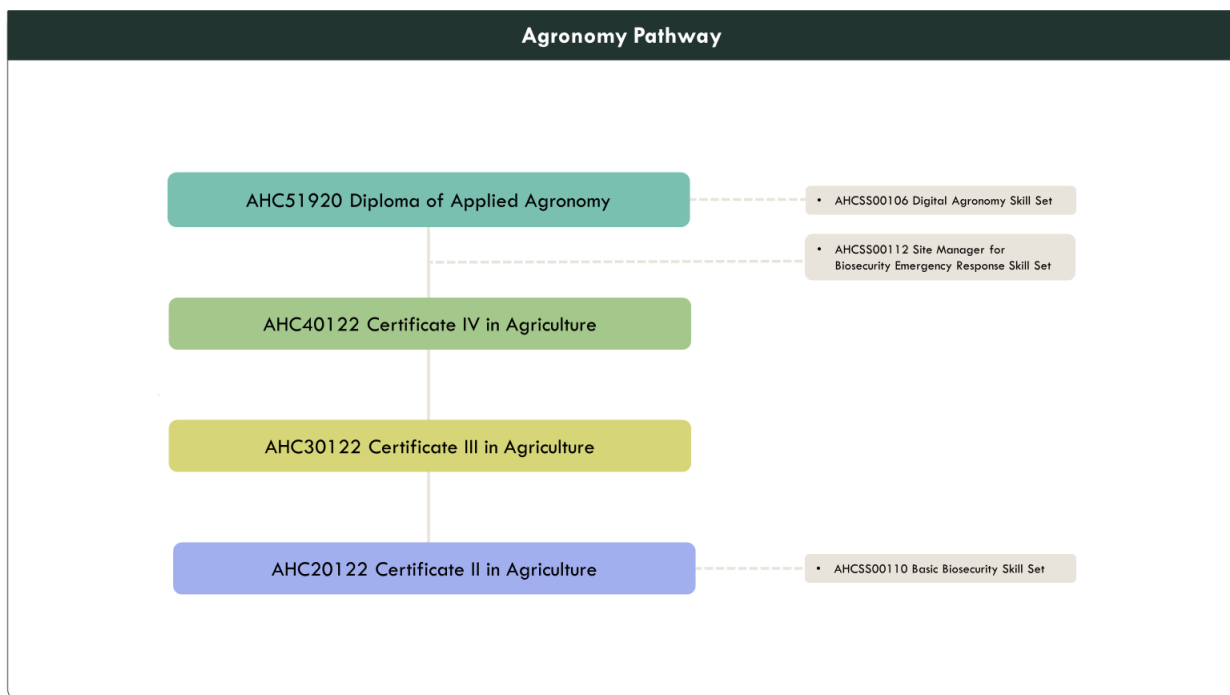 Agronomy Pathway
AHC51920 Diploma of Applied Agronomy
• AHCSS00106 Digital Agronomy Skill Set
• AHCSS00112 Site Manager for
Biosecurity Emergency Response Skill Set
AHC40122 Certificate IV in Agriculture
AHC30122 Certificate III in Agriculture
AHC20122 Certificate II in Agriculture
• AHCSS00110 Basic Biosecurity Skill Set